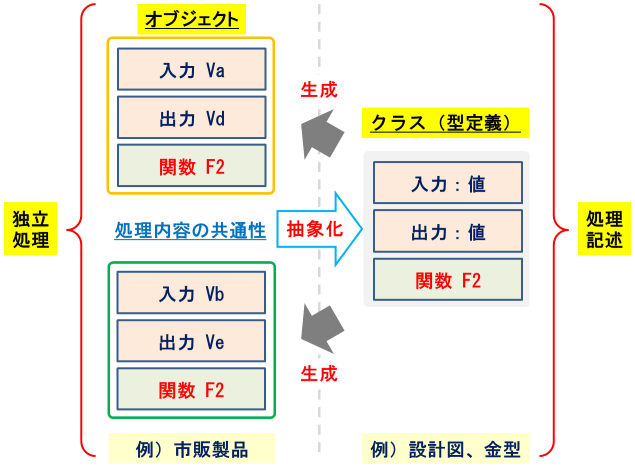 オブジェクト
入力 Va
出力 Vd
関数 F2
生成
クラス（型定義）
入力：値
出力：値
関数 F2
独立
処理
処理内容の共通性
抽象化
処理
記述
入力 Vb
出力 Ve
関数 F2
生成
例）市販製品
例）設計図、金型